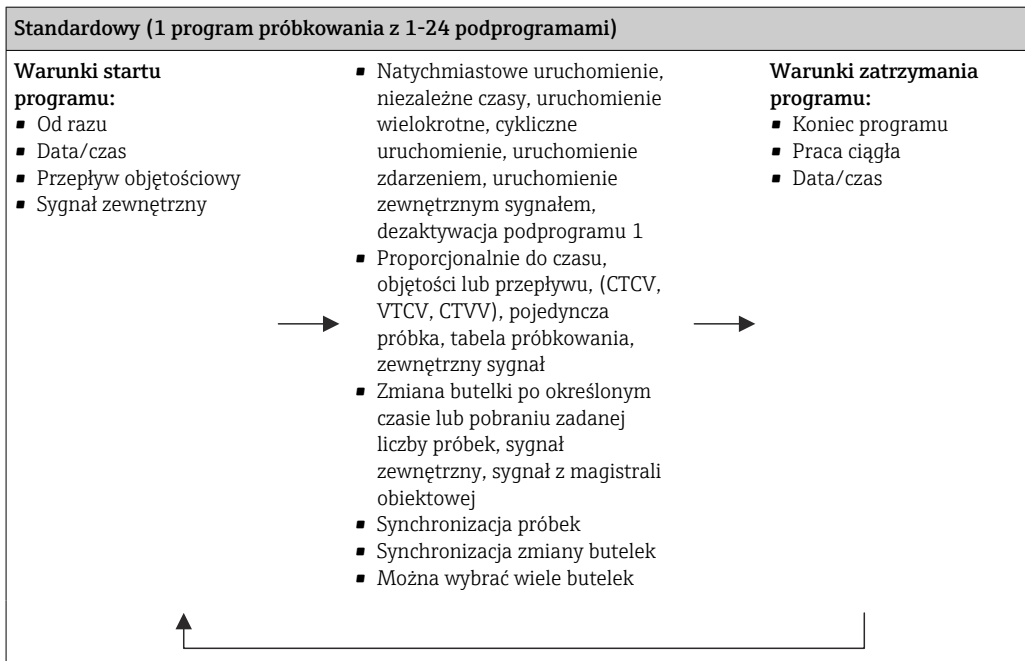 Standardowy (1 program próbkowania z 1-24 podprogramami)
Warunki startu
programu:
▪ Od razu
▪ Data/czas
▪ Przepływ objętościowy
▪ Sygnał zewnętrzny
▪ Natychmiastowe uruchomienie,
niezależne czasy, uruchomienie
wielokrotne, cykliczne
uruchomienie, uruchomienie
zdarzeniem, uruchomienie
zewnętrznym sygnałem,
dezaktywacja podprogramu 1
▪ Proporcjonalnie do czasu,
objętości lub przepływu, (CTCV,
VTCV, CTVV), pojedyncza
próbka, tabela próbkowania,
zewnętrzny sygnał
▪ Zmiana butelki po określonym
czasie lub pobraniu zadanej
liczby próbek, sygnał
zewnętrzny, sygnał z magistrali
obiektowej
▪ Synchronizacja próbek
▪ Synchronizacja zmiany butelek
▪ Można wybrać wiele butelek
Warunki zatrzymania
programu:
▪ Koniec programu
▪ Praca ciągła
▪ Data/czas